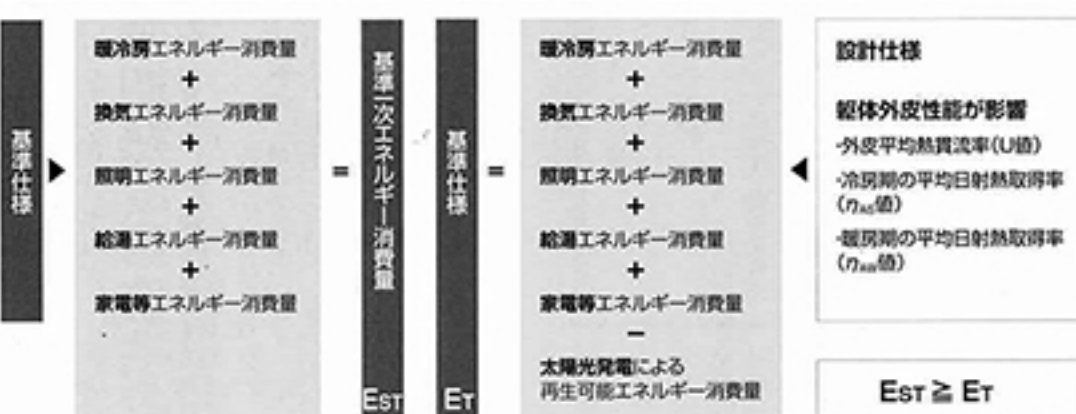 基準仕様
暖冷房エネルギー消費量
+
換気エネルギー消費量
+
照明エネルギー消費量
+
給湯エネルギー消費量
+
家電等エネルギー消費量
=
基準一次エネルギー消費量
EST
基準仕様
ET
=
暖冷房エネルギー消費量
+
換気エネルギー消費量
+
照明エネルギー消費量
+
給湯エネルギー消費量
+
家電等エネルギー消費量
−
太陽光発電による
再生可能エネルギー消費量
設計仕様
躯体外皮性能が影響
-外皮平均熱貫流率(U値)
-冷房期の平均日射熱取得率
(ηAC値)
-暖房期の平均日射熱取得率
(ηAH値)
EST ≧ ET